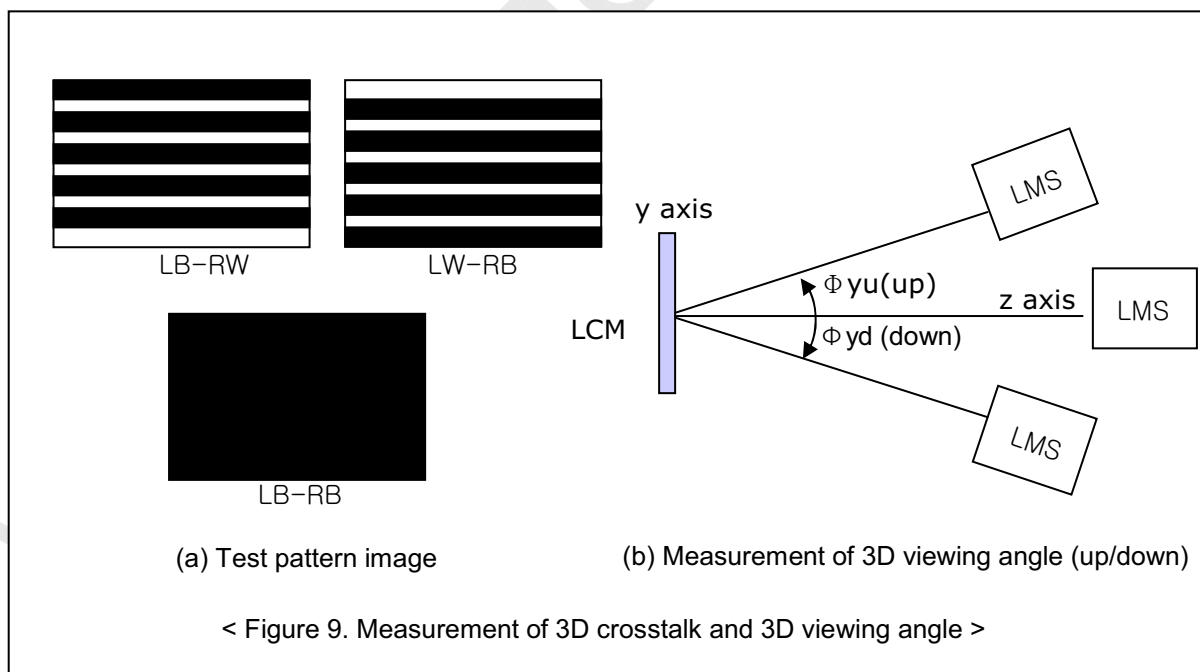 LB-RW
LW-RB
LB-RB
(a) Test pattern image
y axis
LCM
Φ yu(up)
z axis
Φ yd (down)
LMS
LMS
LMS
(b) Measurement of 3D viewing angle (up/down)
< Figure 9. Measurement of 3D crosstalk and 3D viewing angle >